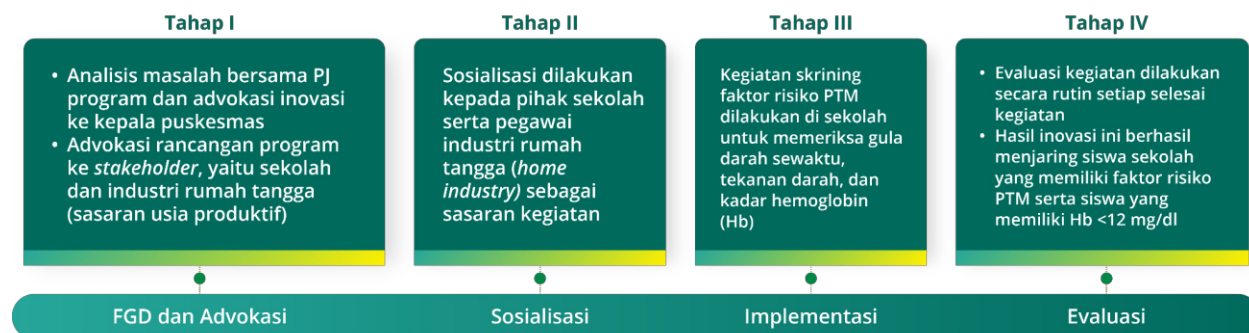 Tahap I
• Analisis masalah bersama PJ
program dan advokasi inovasi
ke kepala puskesmas
• Advokasi rancangan program
ke stakeholder, yaitu sekolah
dan industri rumah tangga
(sasaran usia produktif)
FGD dan Advokasi
Tahap II
Sosialisasi dilakukan
kepada pihak sekolah
serta pegawai
industri rumah
tangga (home
industry) sebagai
sasaran kegiatan
Sosialisasi
Tahap III
Kegiatan skrining
faktor risiko PTM
dilakukan di sekolah
untuk memeriksa gula
darah sewaktu,
tekanan darah, dan
kadar hemoglobin
(Hb)
Implementasi
Tahap IV
• Evaluasi kegiatan dilakukan
secara rutin setiap selesai
kegiatan
• Hasil inovasi ini berhasil
menjaring siswa sekolah
yang memiliki faktor risiko
PTM serta siswa yang
memiliki Hb <12 mg/dl
Evaluasi